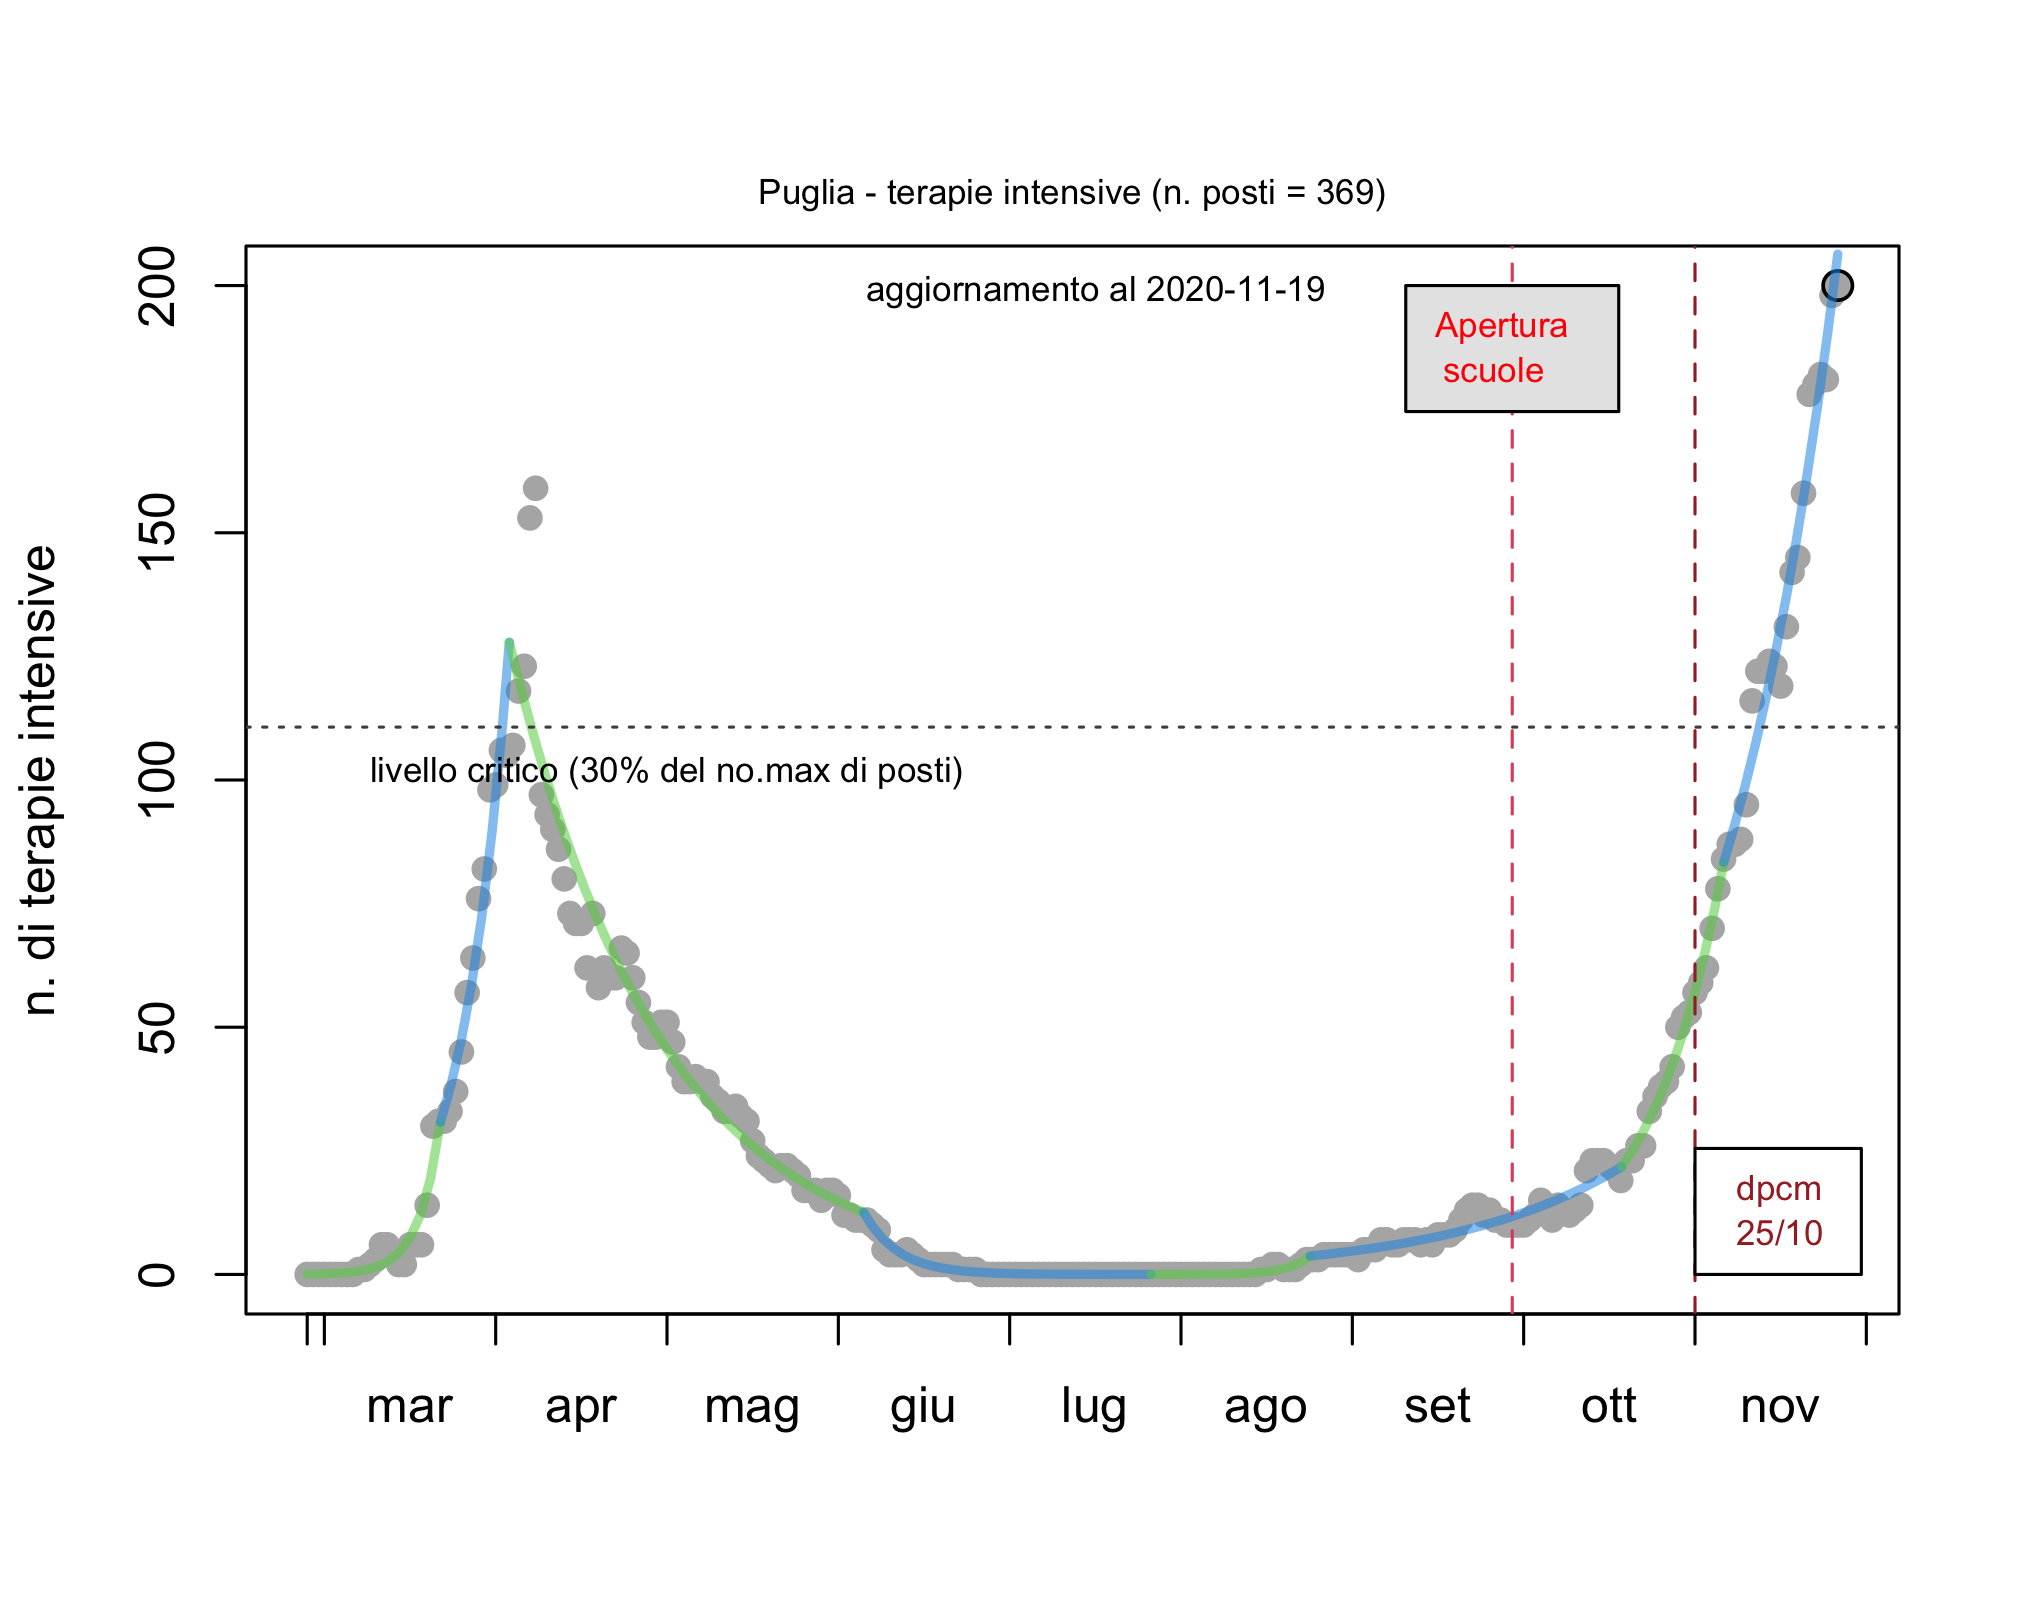 Puglia - terapie intensive (n. posti = 369)
aggiornamento al 2020-11-19
Apertura
scuole
livello critico (30% del no.max di posti)
dpcm
25/10
n. di terapie intensive
200
150
100
50
0
mar apr mag giu lug ago set ott nov